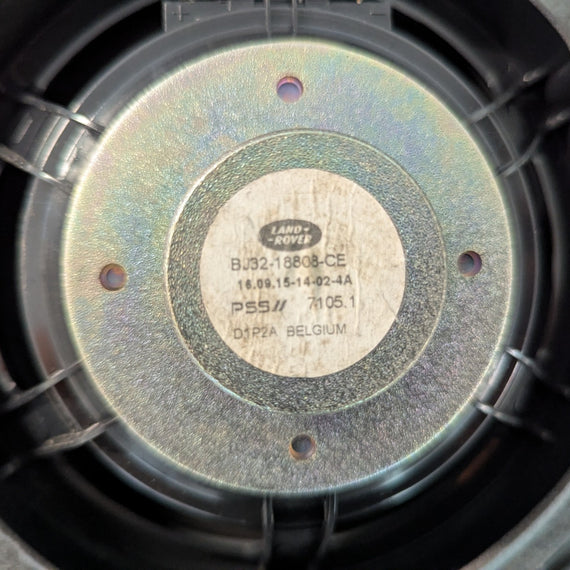 LAND-
-ROVER
BJ32-18808-CE
16.09.15-14-02-4A
PSS// 7105.1
D1P2A BELGIUM